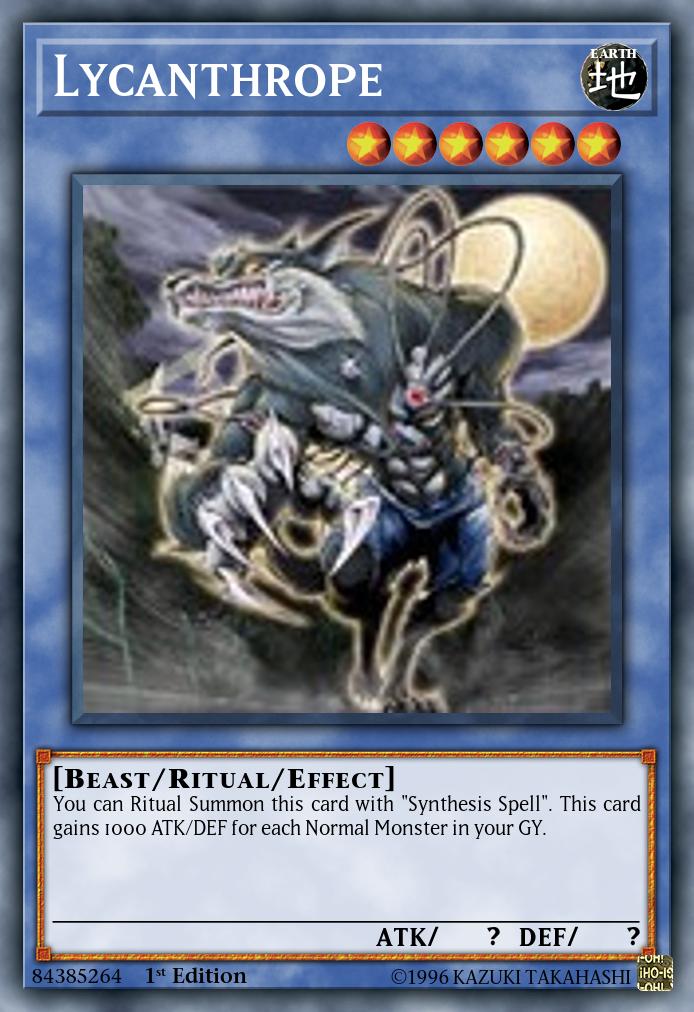 LYCANTHROPE
EARTH
地
[BEAST/RITUAL/EFFECT]
You can Ritual Summon this card with "Synthesis Spell". This card
gains 1000 ATK/DEF for each Normal Monster in your GY.
ATK/ ? DEF/ ?
84385264 1st Edition ©1996 KAZUKI TAKAHASHI